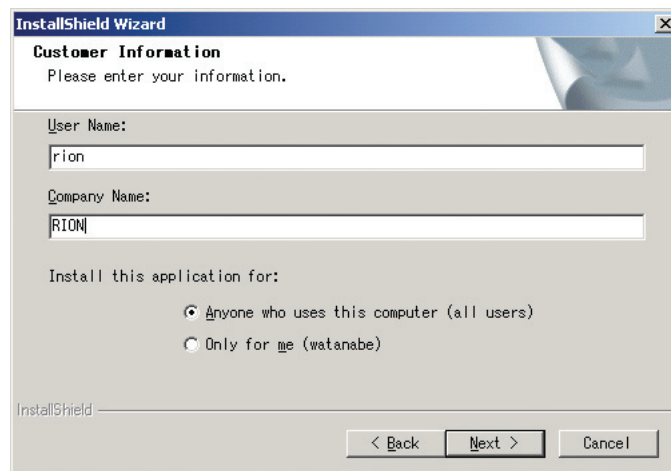 InstallShield Wizard
Customer Information
Please enter your information.
User Name:
rion
Company Name:
RION
Install this application for:
Anyone who uses this computer (all users)
Only for me (watanabe)
InstallShield
< Back Next > Cancel